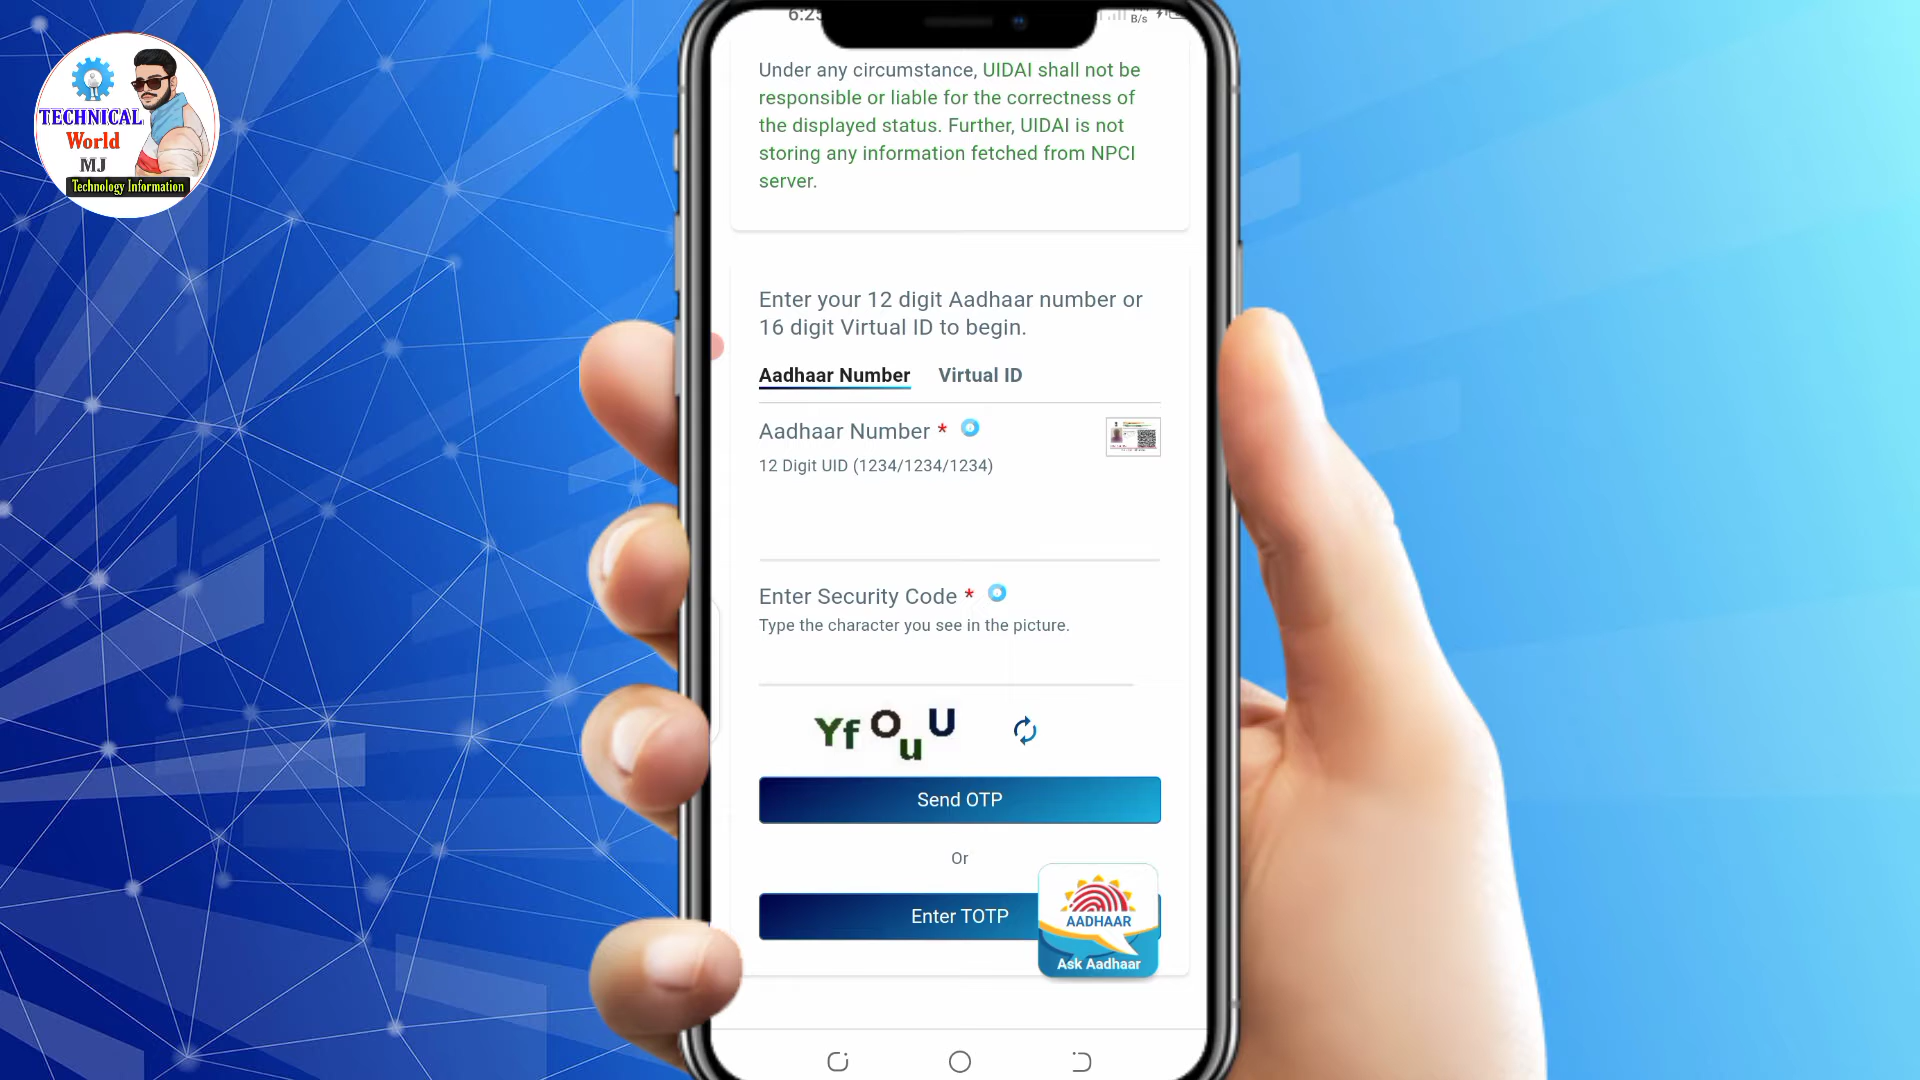 TECHNICAL
World
MJ
Technology Information
B/s
Under any circumstance, UIDAI shall not be
responsible or liable for the correctness of
the displayed status. Further, UIDAI is not
storing any information fetched from NPCI
server.
Enter your 12 digit Aadhaar number or
16 digit Virtual ID to begin.
Aadhaar Number Virtual ID
Aadhaar Number *
12 Digit UID (1234/1234/1234)
Enter Security Code *
Type the character you see in the picture.
YfOuU
Send OTP
Or
Enter TOTP
AADHAAR
Ask Aadhaar